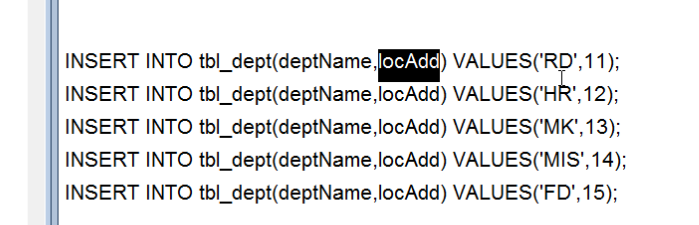 INSERT INTO tbl_dept(deptName,locAdd) VALUES('RD',11);
INSERT INTO tbl_dept(deptName,locAdd) VALUES('HR',12);
INSERT INTO tbl_dept(deptName,locAdd) VALUES('MK',13);
INSERT INTO tbl_dept(deptName,locAdd) VALUES('MIS',14);
INSERT INTO tbl_dept(deptName,locAdd) VALUES('FD',15);